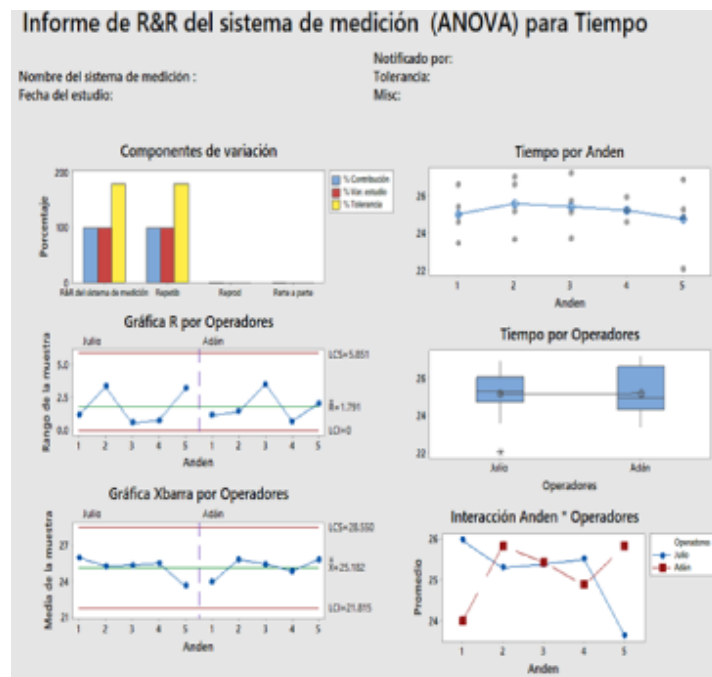 Informe de R&R del sistema de medición (ANOVA) para Tiempo
Nombre del sistema de medición :
Fecha del estudio:
Notificado por:
Tolerancia:
Misc:
Componentes de variación
200
100
0
Porcentaje
% Contribución
% Var. estudio
% Tolerancia
R&R del sistema de medición Repetib Reprod Parte a parte
Tiempo por Anden
26
24
22
1 2 3 4 5
Anden
Gráfica R por Operadores
Julio Adán
5.0
2.5
0.0
Rango de la muestra
LCS=5.851
R=1.791
LCI=0
1 2 3 4 5 1 2 3 4 5
Anden
Tiempo por Operadores
26
24
22
Julio Adán
Operadores
Gráfica Xbarra por Operadores
Julio Adán
27
24
21
Media de la muestra
LCS=28.550
X=25.182
LCI=21.815
1 2 3 4 5 1 2 3 4 5
Anden
Interacción Anden * Operadores
26
25
24
Promedio
Operadores
Julio
Adán
1 2 3 4 5
Anden